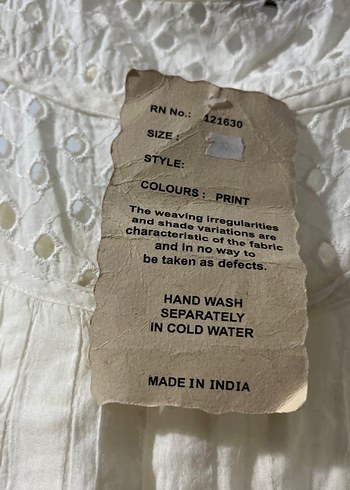 RN No.: 121630
SIZE :
STYLE:
COLOURS : PRINT
The weaving irregularities
and shade variations are
characteristic of the fabric
and in no way to
be taken as defects.
HAND WASH
SEPARATELY
IN COLD WATER
MADE IN INDIA